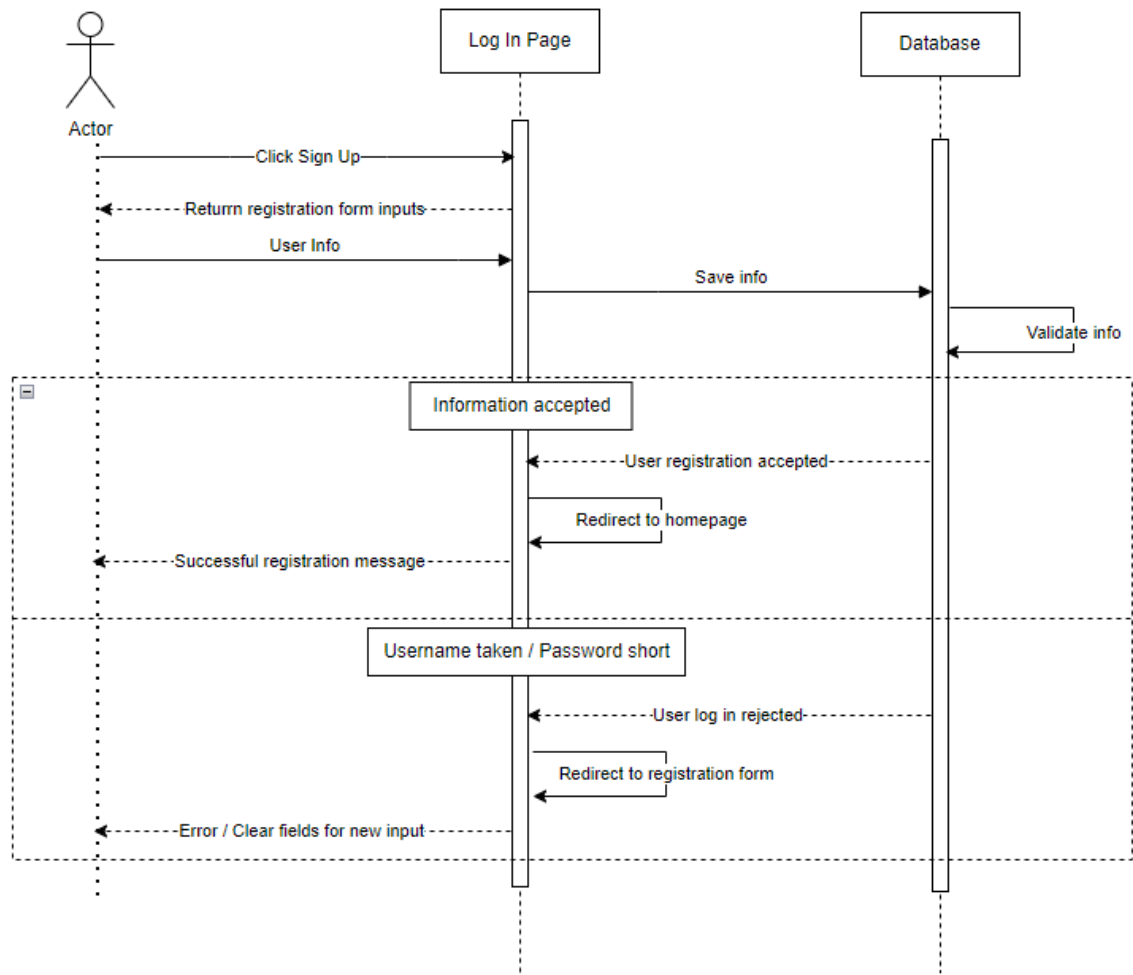 Log In Page
Database
Actor
Click Sign Up
Returrn registration form inputs
User Info
Save info
Validate info
Information accepted
User registration accepted
Redirect to homepage
Successful registration message
Username taken / Password short
User log in rejected
Redirect to registration form
Error / Clear fields for new input